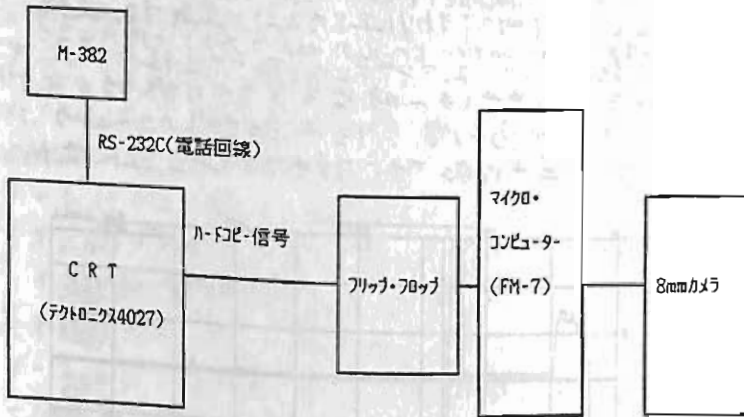 M-382
RS-232C(電話回線)
ハードコピー信号
CRT
(テクトロニクス4027)
フリップ・フロップ
マイクロ・
コンピューター
(FM-7)
8mmカメラ